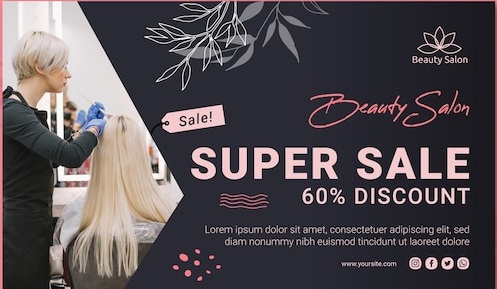 Beauty Salon
Sale!
Beauty Salon
SUPER SALE
60% DISCOUNT
Lorem ipsum dolor sit amet, consectetuer adipiscing
elit, sed diam nonummy nibh euismod tincidunt ut
laoreet dolore
www.yoursite.com